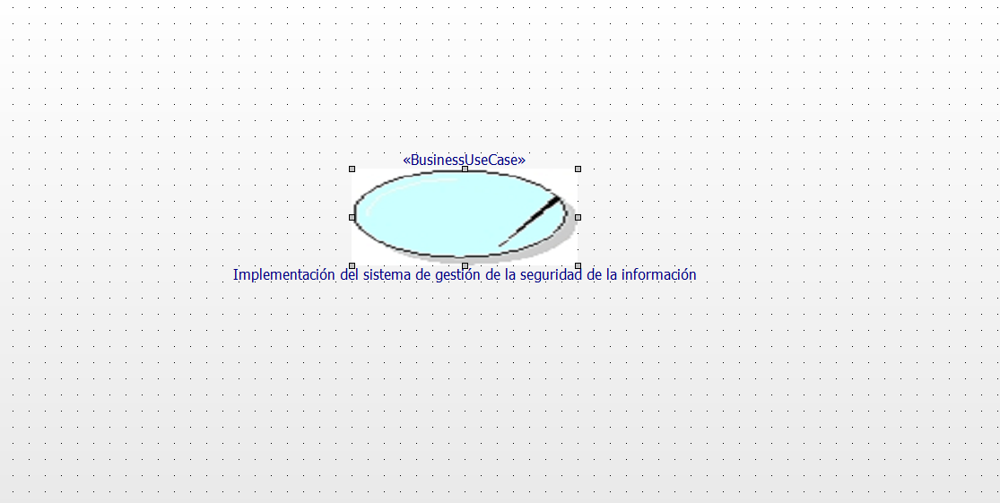 «BusinessUseCase»
Implementación del sistema de gestión de la seguridad de la información